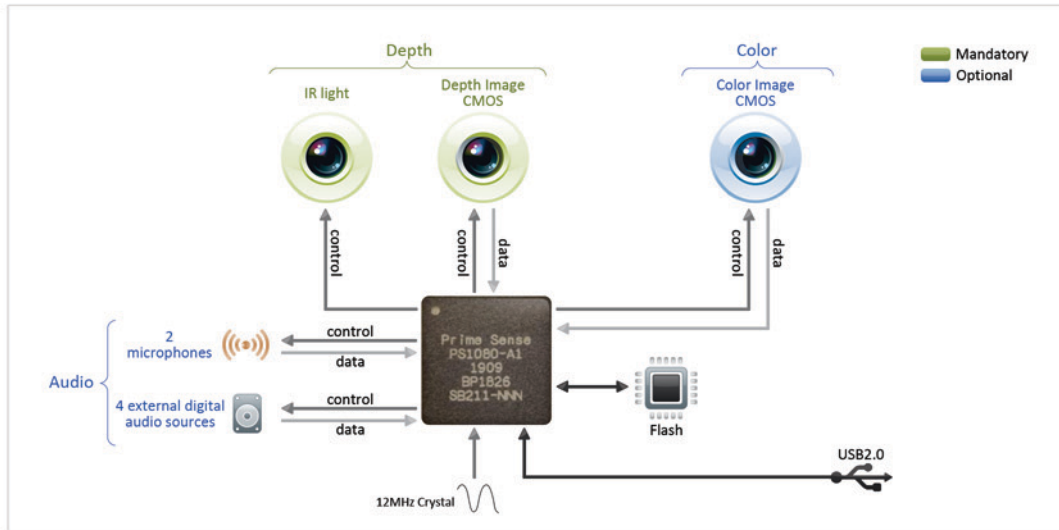 Depth
Color
Mandatory
Optional
IR light
Depth Image
CMOS
Color Image
CMOS
control
control
data
control
data
2
microphones
control
data
Audio
4 external digital
audio sources
control
data
Prime Sense
PS1080-A1
1909
BP1826
SB211-NNN
Flash
USB2.0
12MHz Crystal